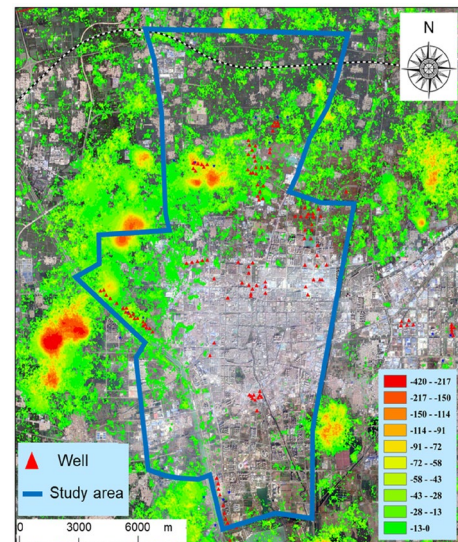 N
-420 - -217
-217 - -150
-150 - -114
-114 - -91
-91 - -72
-72 - -58
-58 - -43
-43 - -28
-28 - -13
-13-0
Well
Study area
0 3000 6000 m